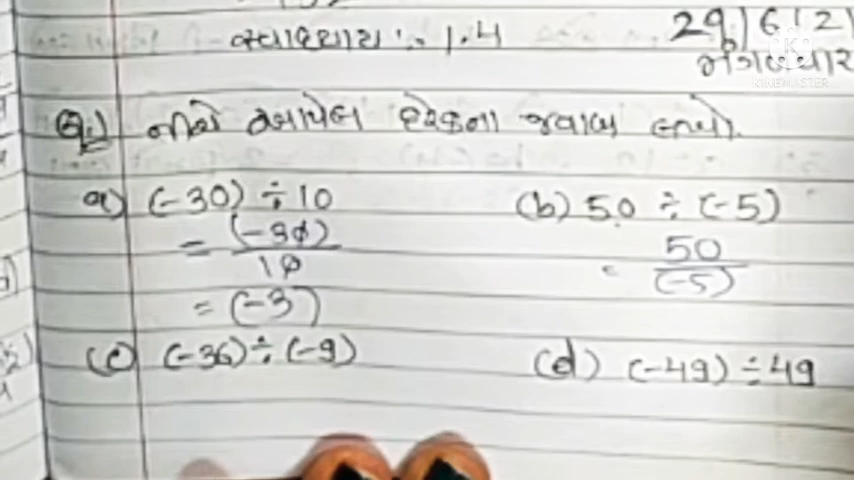 સ્વાધ્યાય :- 1.4
29/6/21
મંગળવાર
KINEMASTER
Q.1) નીચે આપેલ દરેકના જવાબ લખો.
a) (-30) ÷ 10
(b) 50 ÷ (-5)
= (-30)/10
= 50/(-5)
= (-3)
(c) (-36) ÷ (-9)
(d) (-49) ÷ 49